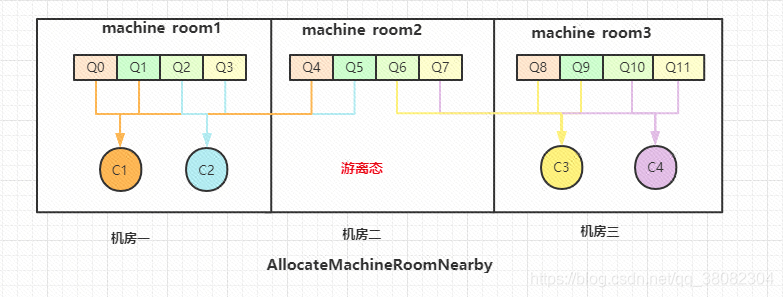 machine room1
machine room2
machine room3
Q0 Q1 Q2 Q3
Q4 Q5 Q6 Q7
Q8 Q9 Q10 Q11
C1
C2
游离态
C3
C4
机房一
机房二
机房三
AllocateMachineRoomNearby
https://blog.csdn.net/qq_38082304